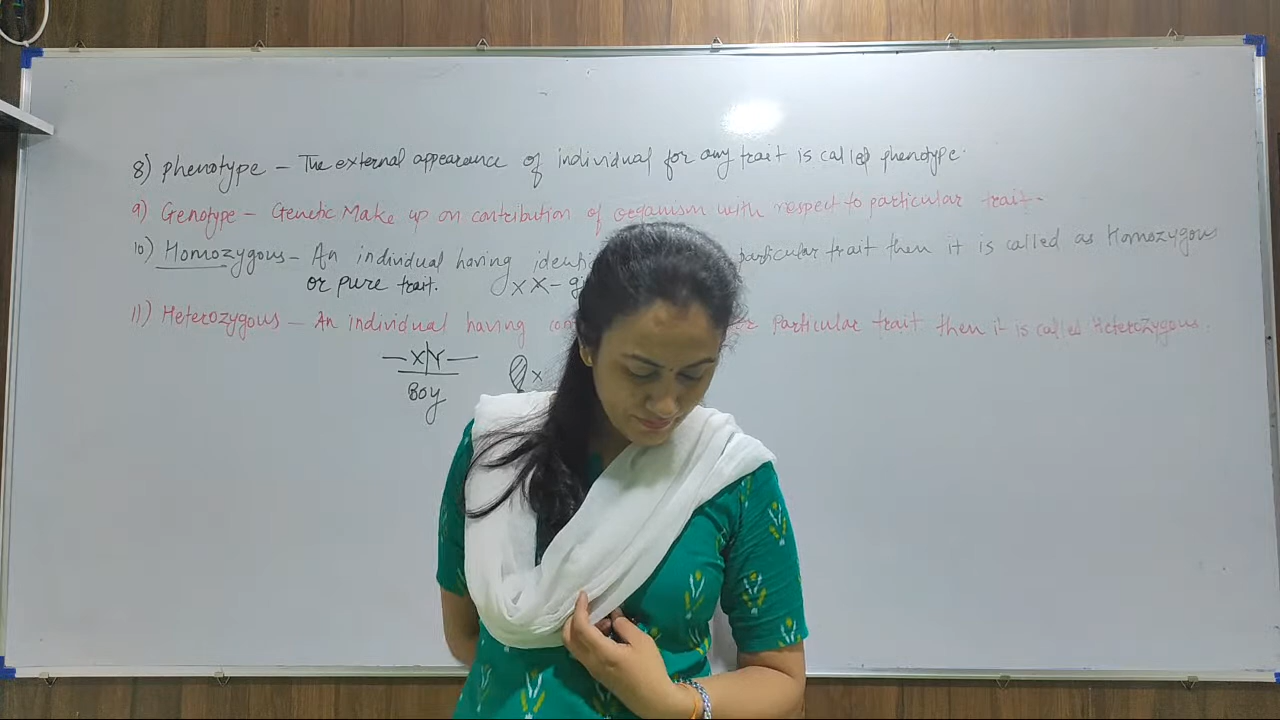 8) Phenotype – The external appearance of individual for any trait is called phenotype.
9) Genotype – Genetic Make up on contribution of organism with respect to particular trait.
10) Homozygous – An individual having particular trait then it is called as Homozygous
or pure trait. XX –
11) Heterozygous – An individual having Particular trait then it is called Heterozygous.
— X|Y — X
Boy